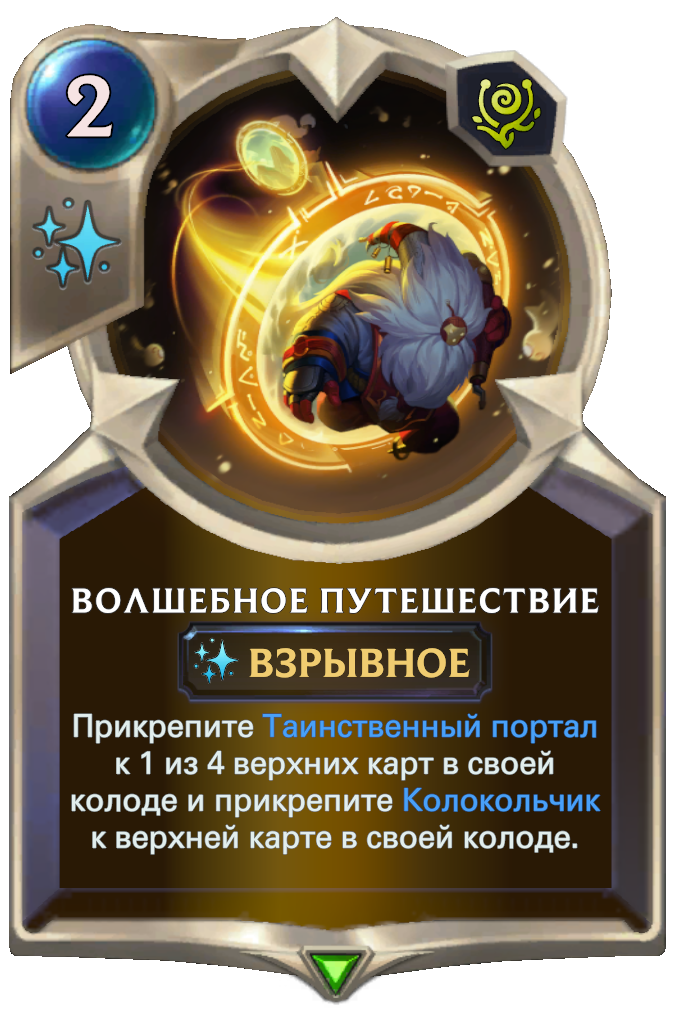 2
ВОЛШЕБНОЕ ПУТЕШЕСТВИЕ
ВЗРЫВНОЕ
Прикрепите Таинственный портал
к 1 из 4 верхних карт в своей
колоде и прикрепите Колокольчик
к верхней карте в своей колоде.